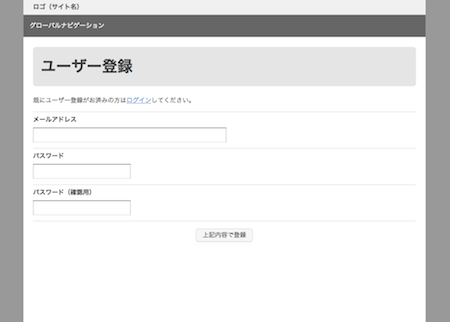 ロゴ（サイト名）
グローバルナビゲーション
ユーザー登録
既にユーザー登録がお済みの方はログインしてください。
メールアドレス
パスワード
パスワード（確認用）
上記内容で登録